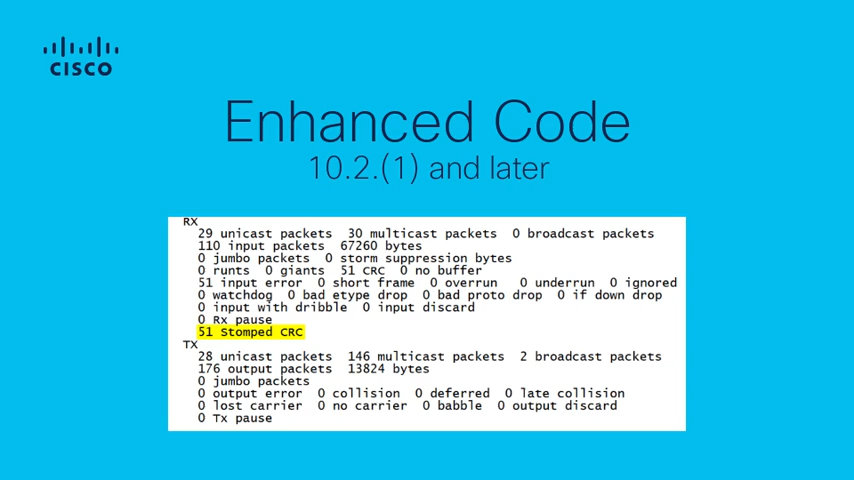 CISCO
Enhanced Code
10.2.(1) and later
RX
29 unicast packets 30 multicast packets 0 broadcast packets
110 input packets 67260 bytes
0 jumbo packets 0 storm suppression bytes
0 runts 0 giants 51 CRC 0 no buffer
51 input error 0 short frame 0 overrun 0 underrun 0 ignored
0 watchdog 0 bad etype drop 0 bad proto drop 0 if down drop
0 input with dribble 0 input discard
0 Rx pause
51 Stomped CRC
TX
28 unicast packets 146 multicast packets 2 broadcast packets
176 output packets 13824 bytes
0 jumbo packets
0 output error 0 collision 0 deferred 0 late collision
0 lost carrier 0 no carrier 0 babble 0 output discard
0 Tx pause